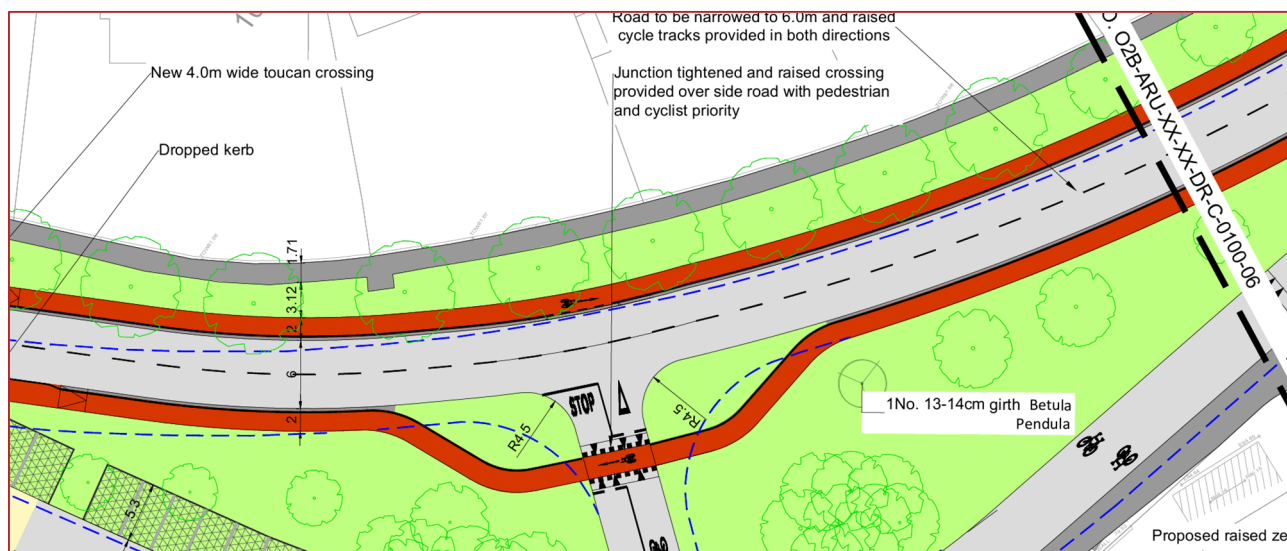 Road to be narrowed to 6.0m and raised
cycle tracks provided in both directions
New 4.0m wide toucan crossing
Junction tightened and raised crossing
provided over side road with pedestrian
and cyclist priority
Dropped kerb
O. O2B-ARU-XX-XX-DR-C-0100-06
1.71
3.12
2
6
2
STOP
R4.5
R4.5
1No. 13-14cm girth Betula
Pendula
5.3
Proposed raised